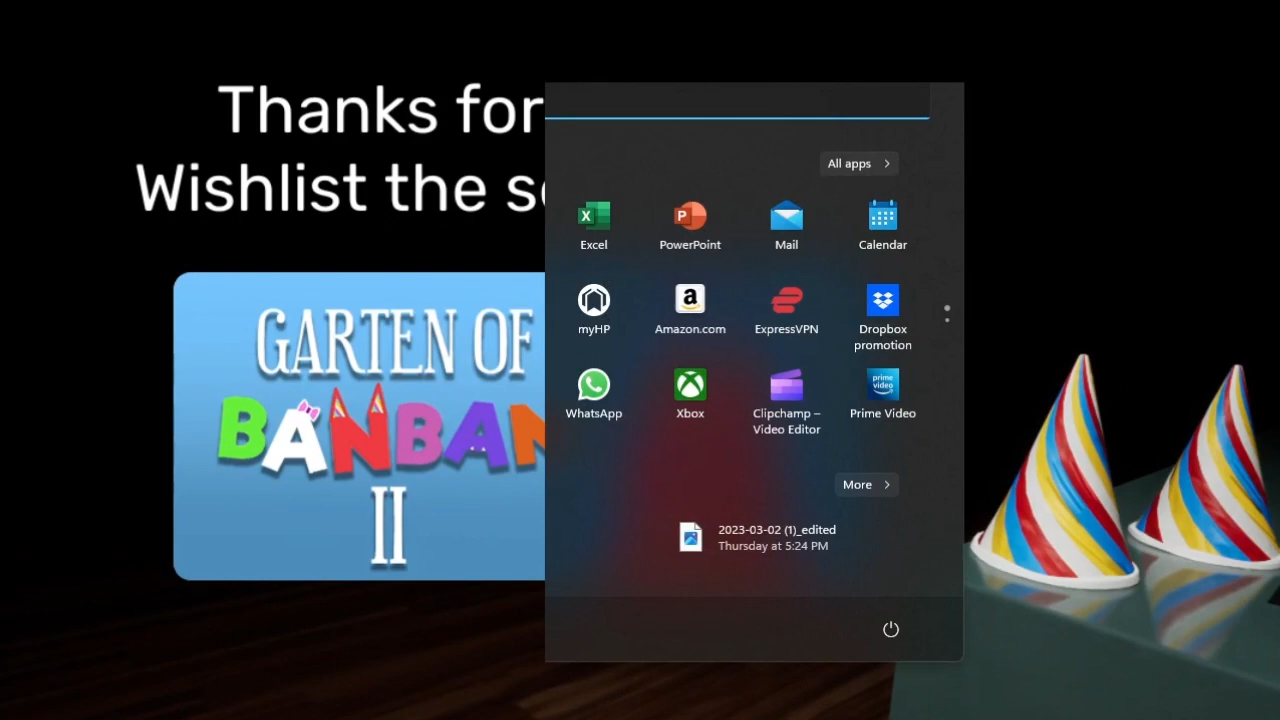 Thanks for
Wishlist the s
GARTEN OF
BANBAN
II
All apps
Excel
PowerPoint
Mail
Calendar
myHP
Amazon.com
ExpressVPN
Dropbox
promotion
WhatsApp
Xbox
Clipchamp –
Video Editor
prime
video
Prime Video
More
2023-03-02 (1)_edited
Thursday at 5:24 PM